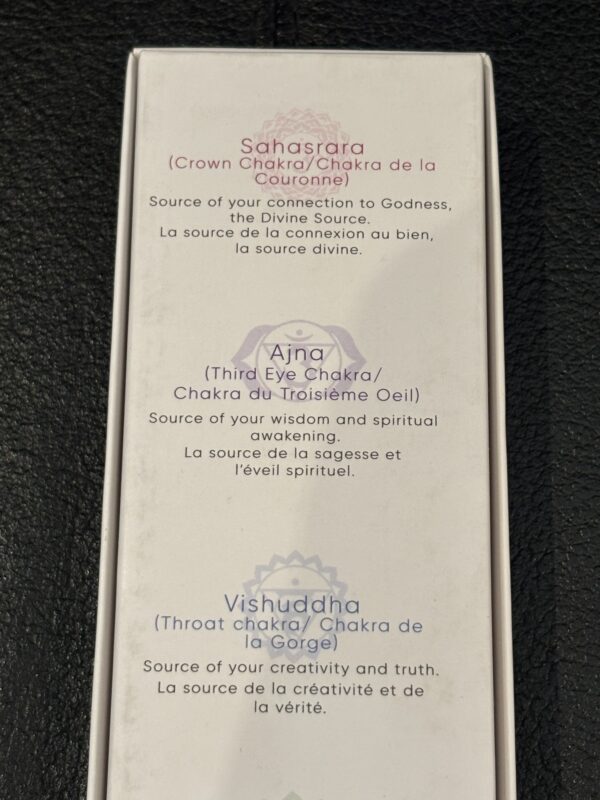 Sahasrara
(Crown Chakra/Chakra de la
Couronne)
Source of your connection to Godness,
the Divine Source.
La source de la connexion au bien,
la source divine.
Ajna
(Third Eye Chakra/
Chakra du Troisième Oeil)
Source of your wisdom and spiritual
awakening.
La source de la sagesse et
l'éveil spirituel.
Vishuddha
(Throat chakra/ Chakra de
la Gorge)
Source of your creativity and truth.
La source de la créativité et de
la vérité.